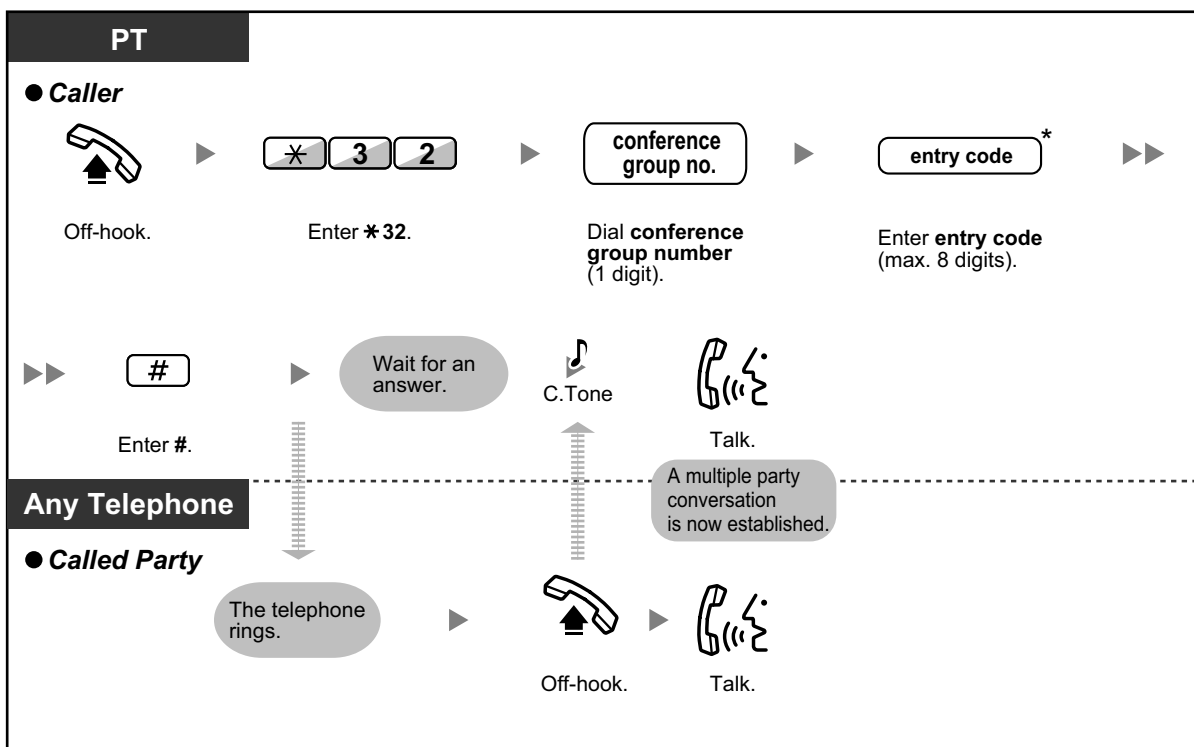 PT
● Caller
* 3 2
conference
group no.
entry code *
Off-hook.
Enter *32.
Dial conference
group number
(1 digit).
Enter entry code
(max. 8 digits).
#
Wait for an
answer.
C.Tone
Enter #.
Talk.
A multiple party
conversation
is now established.
Any Telephone
● Called Party
The telephone
rings.
Off-hook.
Talk.